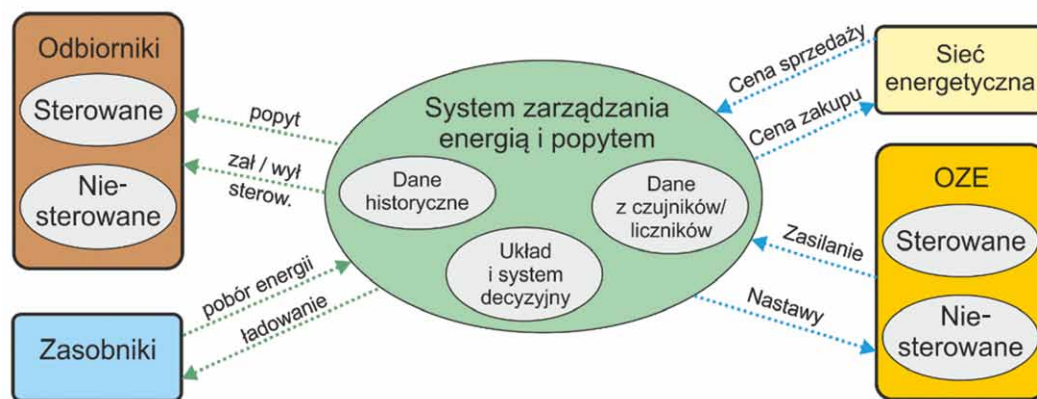 Odbiorniki
Sterowane
Nie-
sterowane
Zasobniki
popyt
zał / wył
sterow.
pobór energii
ładowanie
System zarządzania
energią i popytem
Dane
historyczne
Dane
z czujników/
liczników
Układ
i system
decyzyjny
Cena sprzedaży
Cena zakupu
Zasilanie
Nastawy
Sieć
energetyczna
OZE
Sterowane
Nie-
sterowane